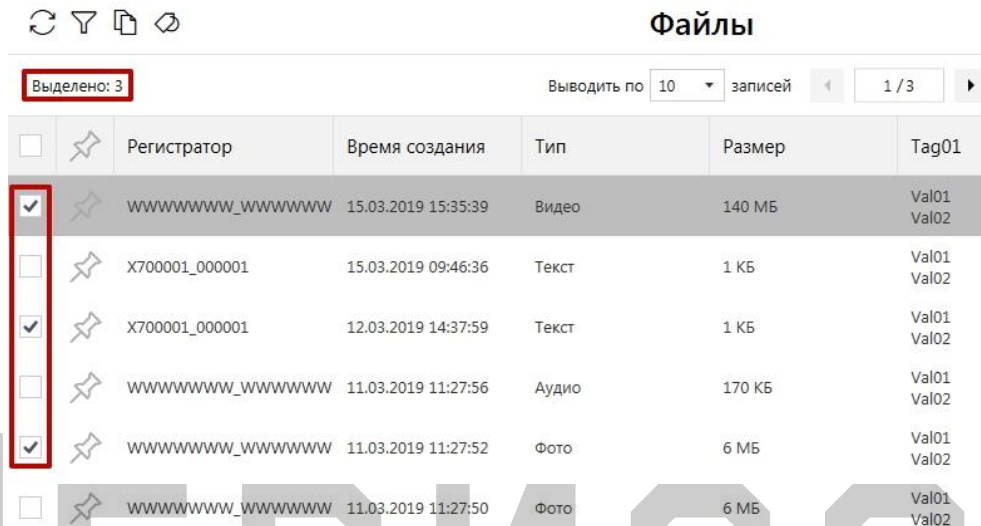 Файлы
Выделено: 3 Выводить по 10 записей 1 / 3
Регистратор Время создания Тип Размер Tag01
WWWWWWW_WWWWWW 15.03.2019 15:35:39 Видео 140 МБ Val01
Val02
X700001_000001 15.03.2019 09:46:36 Текст 1 КБ Val01
Val02
X700001_000001 12.03.2019 14:37:59 Текст 1 КБ Val01
Val02
WWWWWWW_WWWWWW 11.03.2019 11:27:56 Аудио 170 КБ Val01
Val02
WWWWWWW_WWWWWW 11.03.2019 11:27:52 Фото 6 МБ Val01
Val02
WWWWWWW_WWWWWW 11.03.2019 11:27:50 Фото 6 МБ Val01
Val02